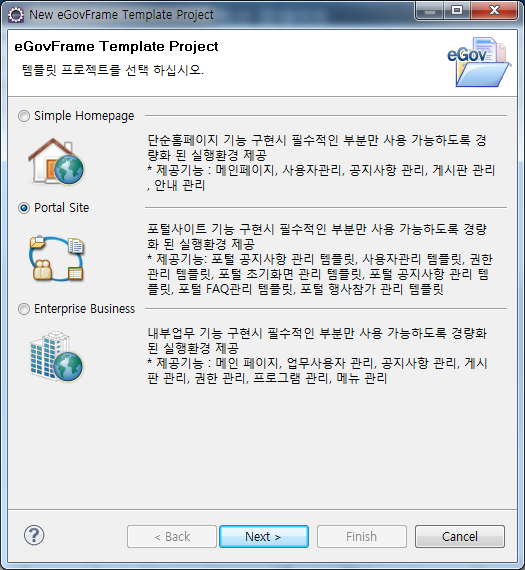 New eGovFrame Template Project
eGovFrame Template Project
템플릿 프로젝트를 선택 하십시오.
eGov
Simple Homepage
단순홈페이지 기능 구현시 필수적인 부분만 사용 가능하도록 경
량화 된 실행환경 제공
* 제공기능 : 메인페이지, 사용자관리, 공지사항 관리, 게시판 관리
, 안내 관리
Portal Site
포털사이트 기능 구현시 필수적인 부분만 사용 가능하도록 경량
화 된 실행환경 제공
* 제공기능: 포털 공지사항 관리 템플릿, 사용자관리 템플릿, 권한
관리 템플릿, 포털 초기화면 관리 템플릿, 포털 공지사항 관리 템
플릿, 포털 FAQ관리 템플릿, 포털 행사참가 관리 템플릿
Enterprise Business
내부업무 기능 구현시 필수적인 부분만 사용 가능하도록 경량화
된 실행환경 제공
* 제공기능 : 메인 페이지, 업무사용자 관리, 공지사항 관리, 게시
판 관리, 권한 관리, 프로그램 관리, 메뉴 관리
?
< Back
Next >
Finish
Cancel